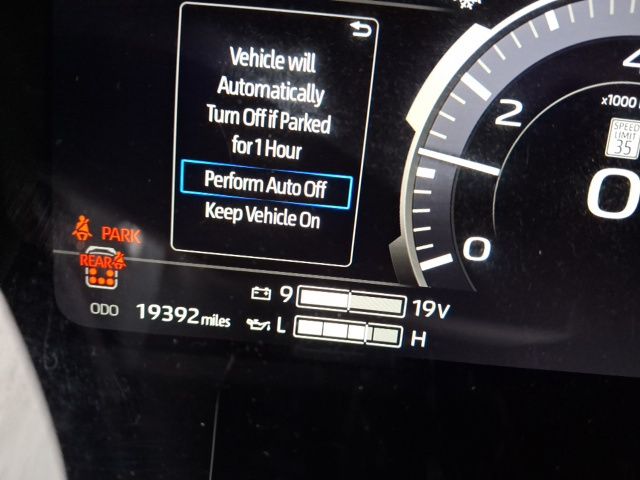 Vehicle will
Automatically
Turn Off if Parked
for 1 Hour
Perform Auto Off
Keep Vehicle On
4
x1000
2
SPEED
LIMIT
35
0
0
PARK
REAR
9 19V
ODO 19392 miles
L H